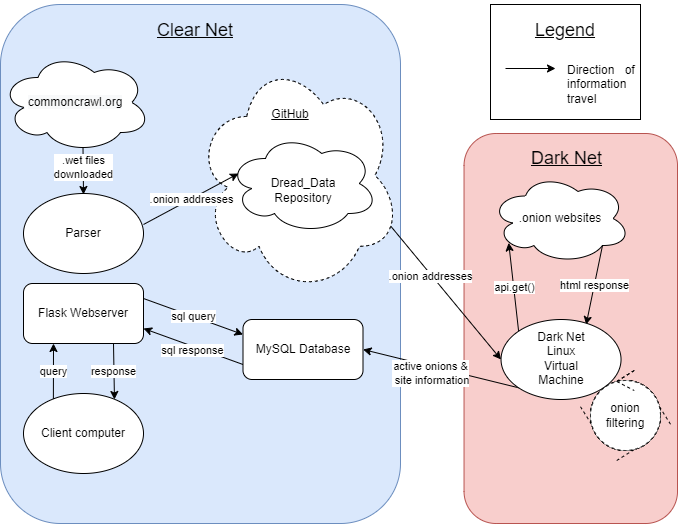 Clear Net
Legend
Direction of
information
travel
commoncrawl.org
GitHub
.wet files
downloaded
Dread_Data
Repository
.onion addresses
Parser
Dark Net
.onion websites
.onion addresses
api.get()
html response
Flask Webserver
sql query
sql response
MySQL Database
Dark Net
Linux
Virtual
Machine
active onions &
site information
query
response
onion
filtering
Client computer